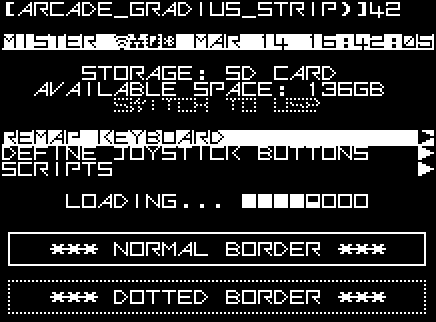 [ARCADE_GRADIUS_STRIP)]42
MISTER MAR 14 16:42:05
STORAGE: SD CARD
AVAILABLE SPACE: 136GB
SWITCH TO USB
REMAP KEYBOARD
DEFINE JOYSTICK BUTTONS
SCRIPTS
LOADING...
*** NORMAL BORDER ***
*** DOTTED BORDER ***